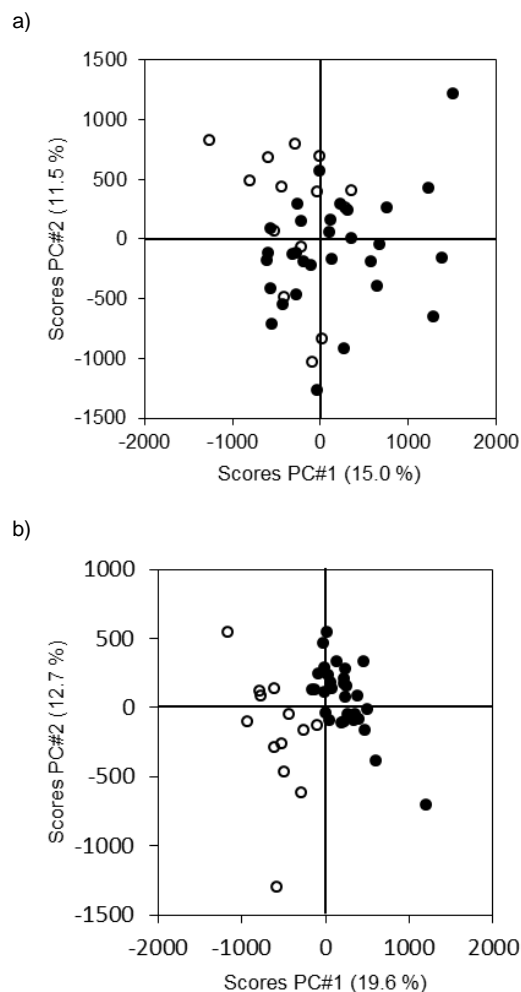 a)
1500
1000
500
0
-500
-1000
-1500
-2000 -1000 0 1000 2000
Scores PC#2 (11.5 %)
Scores PC#1 (15.0 %)
b)
1000
500
0
-500
-1000
-1500
-2000 -1000 0 1000 2000
Scores PC#2 (12.7 %)
Scores PC#1 (19.6 %)